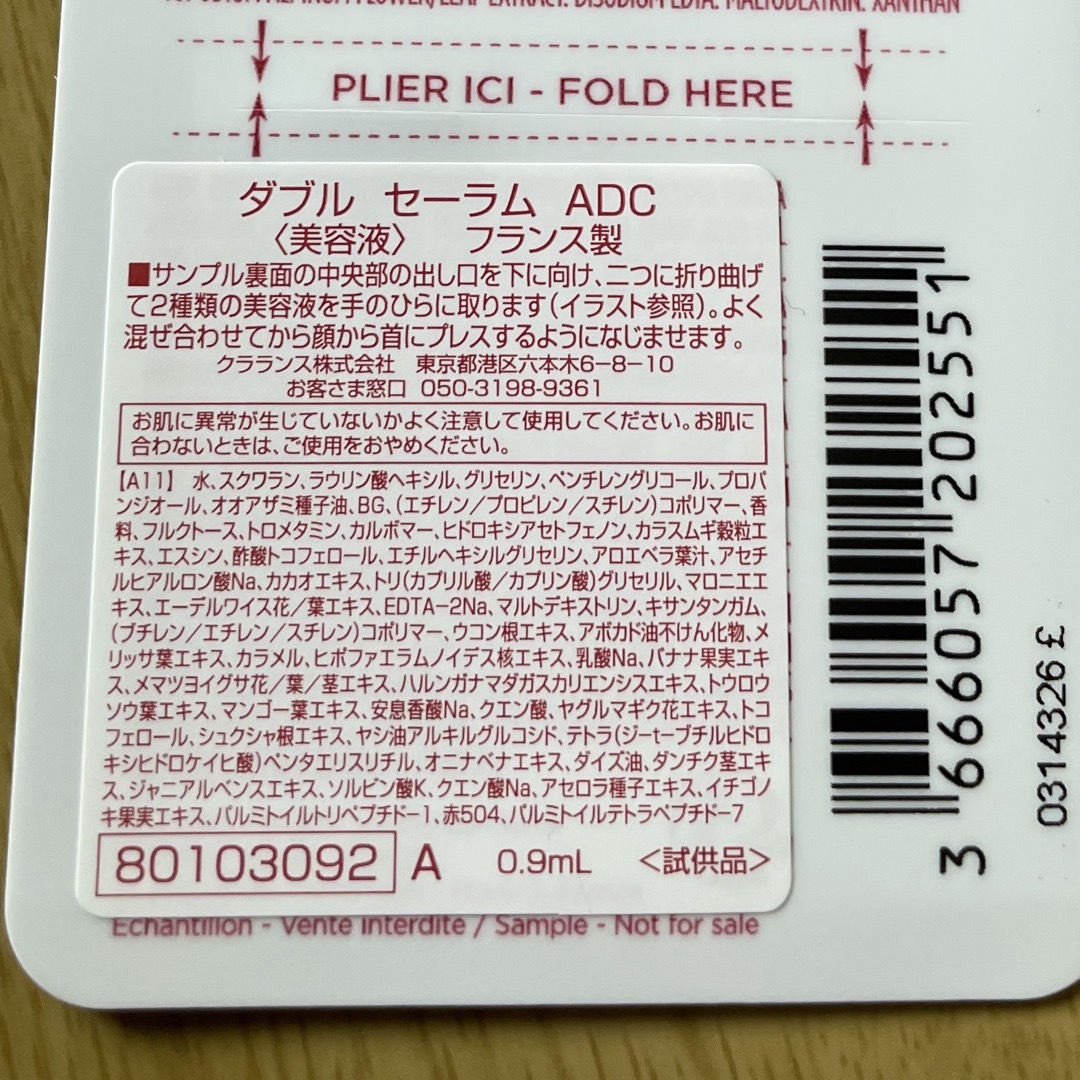 FLOWER/LEAF EXTRACT. DISODIUM EDTA. MALTODEXTRIN. XANTHAN
PLIER ICI - FOLD HERE
ダブル セーラム ADC
〈美容液〉 フランス製
■サンプル裏面の中央部の出し口を下に向け、二つに折り曲げ
て2種類の美容液を手のひらに取ります(イラスト参照)。よく
混ぜ合わせてから顔から首にプレスするようになじませます。
クラランス株式会社 東京都港区六本木6-8-10
お客さま窓口 050-3198-9361
お肌に異常が生じていないかよく注意して使用してください。お肌に
合わないときは、ご使用をおやめください。
【A11】 水、スクワラン、ラウリン酸ヘキシル、グリセリン、ペンチレングリコール、プロパ
ンジオール、オオアザミ種子油、BG、(エチレン/プロピレン/スチレン)コポリマー、香
料、フルクトース、トロメタミン、カルボマー、ヒドロキシアセトフェノン、カラスムギ穀粒エ
キス、エスシン、酢酸トコフェロール、エチルヘキシルグリセリン、アロエベラ葉汁、アセチ
ルヒアルロン酸Na、カカオエキス、トリ(カプリル酸/カプリン酸)グリセリル、マロニエエ
キス、エーデルワイス花/葉エキス、EDTA-2Na、マルトデキストリン、キサンタンガム、
(ブチレン/エチレン/スチレン)コポリマー、ウコン根エキス、アボカド油不けん化物、メ
リッサ葉エキス、カラメル、ヒポファエラムノイデス核エキス、乳酸Na、バナナ果実エキ
ス、メマツヨイグサ花/葉/茎エキス、ハルンガナマダガスカリエンシスエキス、トウロウ
ソウ葉エキス、マンゴー葉エキス、安息香酸Na、クエン酸、ヤグルマギク花エキス、トコ
フェロール、シュクシャ根エキス、ヤシ油アルキルグルコシド、テトラ(ジ-t-ブチルヒドロ
キシヒドロケイヒ酸)ペンタエリスリチル、オニナベナエキス、ダイズ油、ダンチク茎エキ
ス、ジャニアルベンスエキス、ソルビン酸K、クエン酸Na、アセロラ種子エキス、イチゴノ
キ果実エキス、パルミトイルトリペプチド-1、赤504、パルミトイルテトラペプチド-7
80103092 A 0.9mL <試供品>
Echantillon - Vente interdite / Sample - Not for sale
3 666057 202551
0314326 £